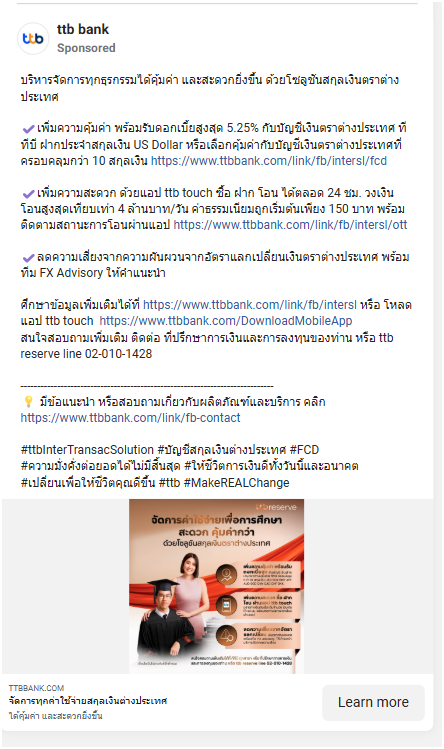 ttb
ttb bank
Sponsored
บริหารจัดการทุกธุรกรรมได้คุ้มค่า และสะดวกยิ่งขึ้น ด้วยโซลูชันสกุลเงินตราต่าง
ประเทศ
✔เพิ่มความคุ้มค่า พร้อมรับดอกเบี้ยสูงสุด 5.25% กับบัญชีเงินตราต่างประเทศ ที
ทีบี ฝากประจำสกุลเงิน US Dollar หรือเลือกคุ้มค่ากับบัญชีเงินตราต่างประเทศที่
ครอบคลุมกว่า 10 สกุลเงิน https://www.ttbbank.com/link/fb/intersl/fcd
✔เพิ่มความสะดวก ด้วยแอป ttb touch ซื้อ ฝาก โอน ได้ตลอด 24 ชม. วงเงิน
โอนสูงสุดเทียบเท่า 4 ล้านบาท/วัน ค่าธรรมเนียมถูกเริ่มต้นเพียง 150 บาท พร้อม
ติดตามสถานะการโอนผ่านแอป https://www.ttbbank.com/link/fb/intersl/ott
✔ลดความเสี่ยงจากความผันผวนจากอัตราแลกเปลี่ยนเงินตราต่างประเทศ พร้อม
ทีม FX Advisory ให้คำแนะนำ
ศึกษาข้อมูลเพิ่มเติมได้ที่ https://www.ttbbank.com/link/fb/intersl หรือ โหลด
แอป ttb touch https://www.ttbbank.com/DownloadMobileApp
สนใจสอบถามเพิ่มเติม ติดต่อ ที่ปรึกษาการเงินและการลงทุนของท่าน หรือ ttb
reserve line 02-010-1428
----------------------------------------------------------------------------
💡 มีข้อแนะนำ หรือสอบถามเกี่ยวกับผลิตภัณฑ์และบริการ คลิก
https://www.ttbbank.com/link/fb-contact
#ttbInterTransacSolution #บัญชีสกุลเงินต่างประเทศ #FCD
#ความมั่งคั่งต่อยอดได้ไม่มีสิ้นสุด #ให้ชีวิตการเงินดีทั้งวันนี้และอนาคต
#เปลี่ยนเพื่อให้ชีวิตคุณดีขึ้น #ttb #MakeREALChange
ttb reserve
จัดการค่าใช้จ่ายเพื่อการศึกษา
สะดวก คุ้มค่ากว่า
ด้วยโซลูชันสกุลเงินตราต่างประเทศ
TTBBANK.COM
จัดการทุกค่าใช้จ่ายสกุลเงินต่างประเทศ
ได้คุ้มค่า และสะดวกยิ่งขึ้น
Learn more